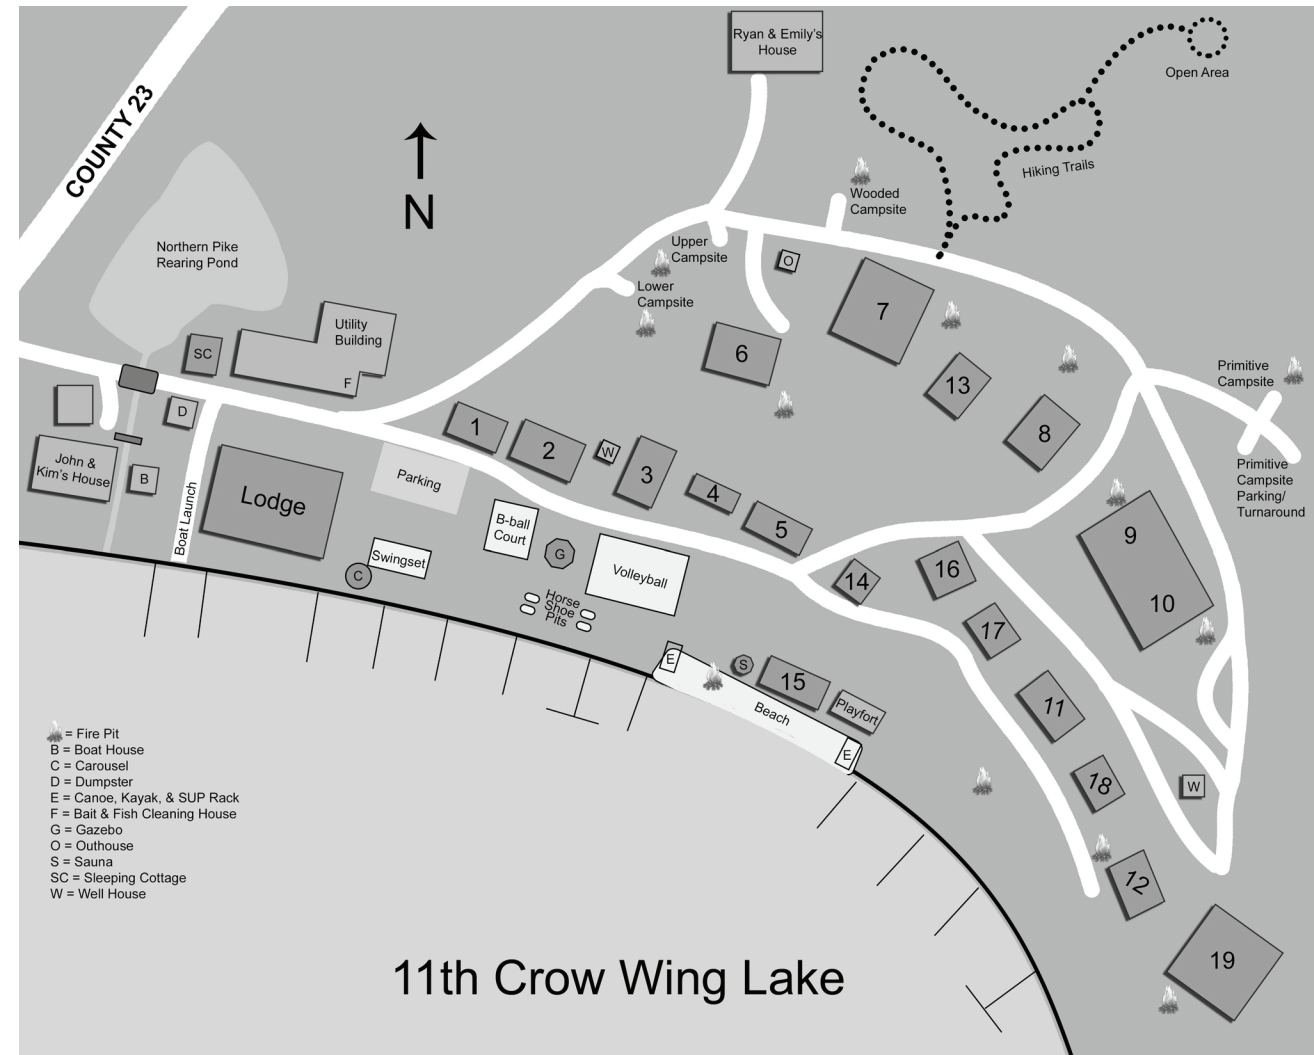 Ryan & Emily's
House
Open Area
COUNTY 23
Hiking Trails
Wooded
Campsite
N
Upper
Campsite
Northern Pike
Rearing Pond
O
Lower
Campsite
7
Utility
Building
F
SC
6
13
Primitive
Campsite
D
1
2
W
3
8
John &
Kim's House
B
Boat Launch
Lodge
Parking
4
5
Primitive
Campsite
Parking/
Turnaround
B-ball
Court
G
Swingset
C
Volleyball
9
10
14
16
17
Horse
Shoe
Pits
E
S
15
Playfort
Beach
E
11
18
W
12
19
= Fire Pit
B = Boat House
C = Carousel
D = Dumpster
E = Canoe, Kayak, & SUP Rack
F = Bait & Fish Cleaning House
G = Gazebo
O = Outhouse
S = Sauna
SC = Sleeping Cottage
W = Well House
11th Crow Wing Lake